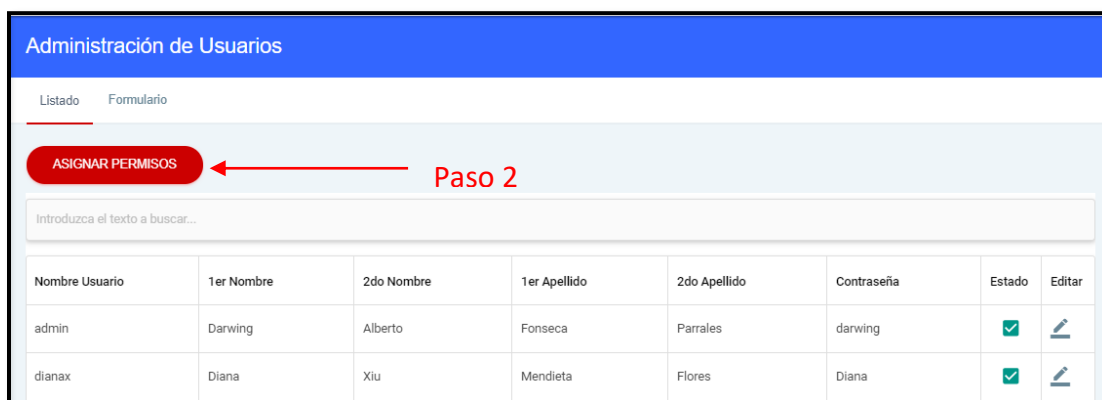 Administración de Usuarios
Listado Formulario
ASIGNAR PERMISOS
Paso 2
Introduzca el texto a buscar...
Nombre Usuario 1er Nombre 2do Nombre 1er Apellido 2do Apellido Contraseña Estado Editar
admin Darwing Alberto Fonseca Parrales darwing
dianax Diana Xiu Mendieta Flores Diana